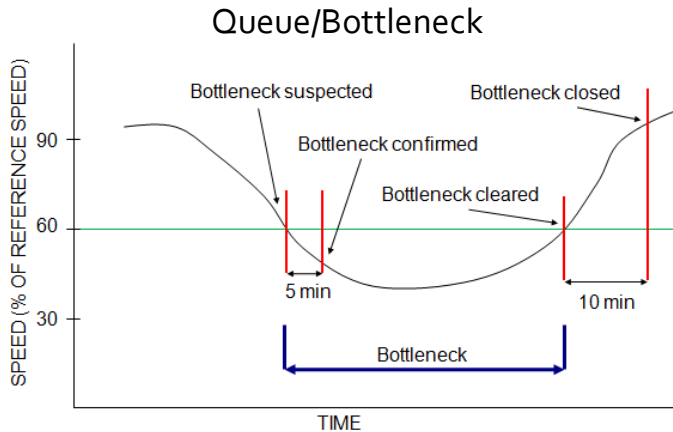 Queue/Bottleneck
SPEED (% OF REFERENCE SPEED)
90
60
30
Bottleneck suspected
Bottleneck confirmed
Bottleneck closed
Bottleneck cleared
5 min
10 min
Bottleneck
TIME